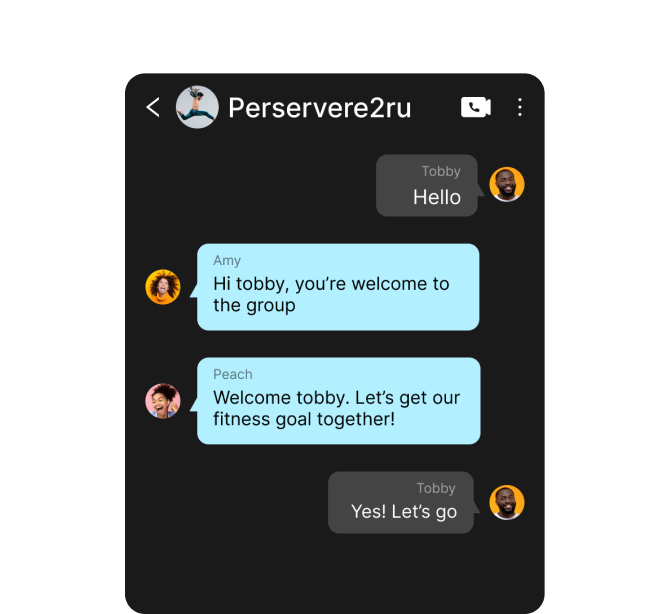 Perservere2ru
Tobby
Hello
Amy
Hi tobby, you’re welcome to
the group
Peach
Welcome tobby. Let’s get our
fitness goal together!
Tobby
Yes! Let’s go